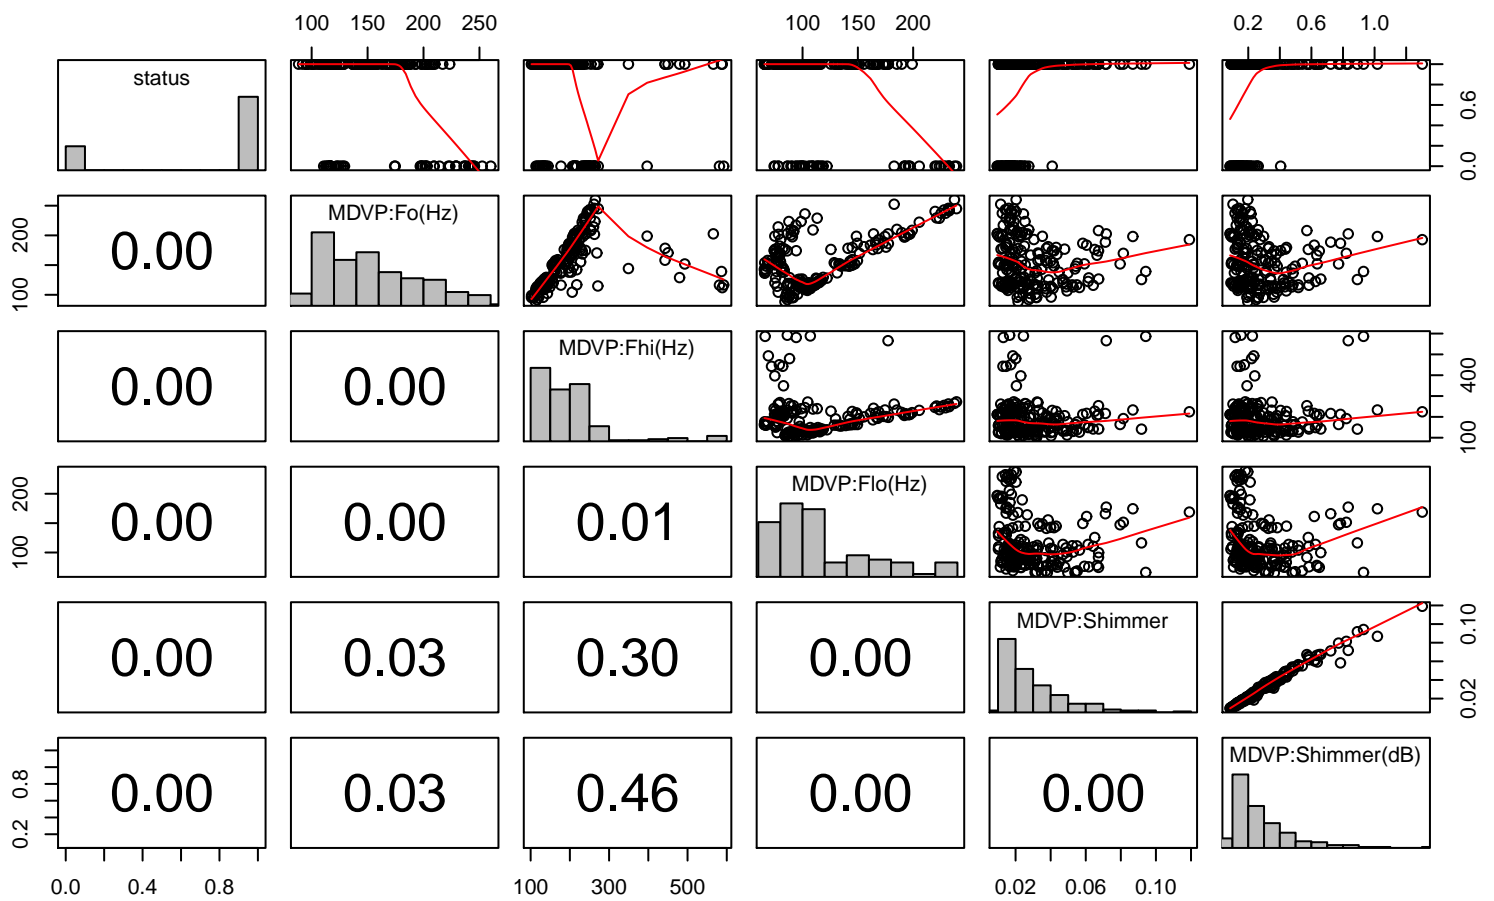 100 150 200 250 100 150 200 0.2 0.6 1.0
status
0.0 0.6
MDVP:Fo(Hz)
100 200
0.00
MDVP:Fhi(Hz)
0.00 0.00
100 400
MDVP:Flo(Hz)
100 200
0.00 0.00 0.01
MDVP:Shimmer
0.00 0.03 0.30 0.00
0.02 0.10
MDVP:Shimmer(dB)
0.2 0.8
0.00 0.03 0.46 0.00 0.00
0.0 0.4 0.8 100 300 500 0.02 0.06 0.10